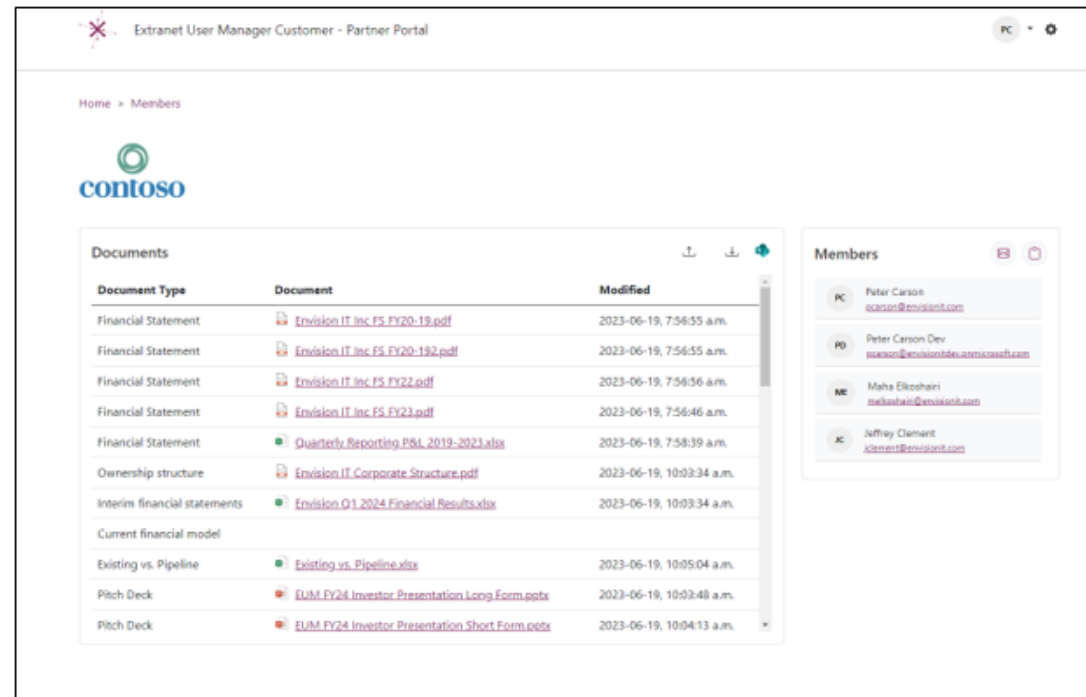 Extranet User Manager Customer - Partner Portal
PC
Home > Members
contoso
Documents
Document Type Document Modified
Financial Statement Envision IT Inc FS FY20-19.pdf 2023-06-19, 7:56:55 a.m.
Financial Statement Envision IT Inc FS FY20-192.pdf 2023-06-19, 7:56:55 a.m.
Financial Statement Envision IT Inc FS FY22.pdf 2023-06-19, 7:56:56 a.m.
Financial Statement Envision IT Inc FS FY23.pdf 2023-06-19, 7:56:46 a.m.
Financial Statement Quarterly Reporting P&L 2019-2023.xlsx 2023-06-19, 7:58:39 a.m.
Ownership structure Envision IT Corporate Structure.pdf 2023-06-19, 10:03:34 a.m.
Interim financial statements Envision Q1 2024 Financial Results.xlsx 2023-06-19, 10:03:34 a.m.
Current financial model
Existing vs. Pipeline Existing vs. Pipeline.xlsx 2023-06-19, 10:05:04 a.m.
Pitch Deck EUM FY24 Investor Presentation Long Form.pptx 2023-06-19, 10:03:48 a.m.
Pitch Deck EUM FY24 Investor Presentation Short Form.pptx 2023-06-19, 10:04:13 a.m.
Members
PC Peter Carson
pcarson@envisionit.com
PD Peter Carson Dev
pcarson@envisionitdev.onmicrosoft.com
ME Maha Elkoshairi
melkoshairi@envisionit.com
JC Jeffrey Clement
jclement@envisionit.com